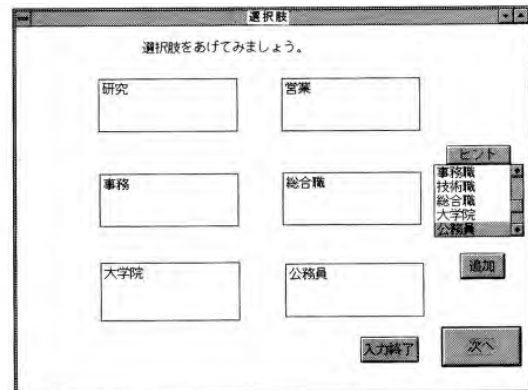 選択肢
選択肢をあげてみましょう。
研究
営業
事務
総合職
大学院
公務員
ヒント
事務職
技術職
総合職
大学院
公務員
追加
入力終了
次へ